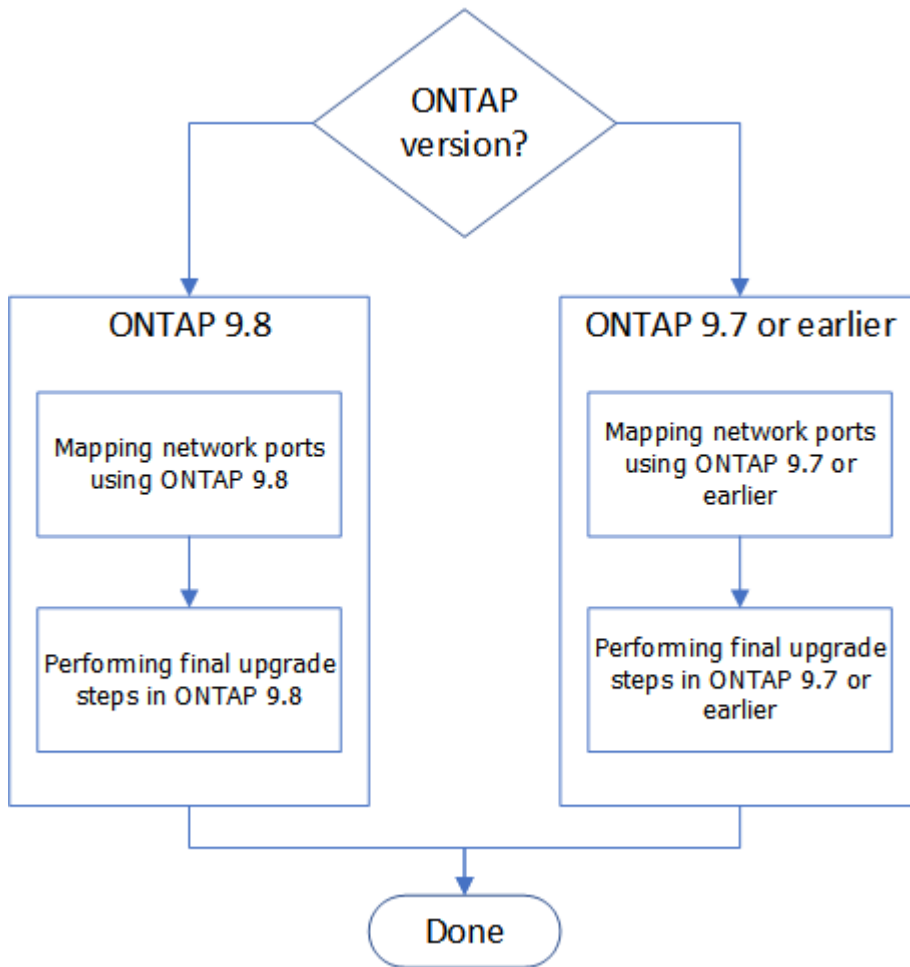 ONTAP
version?
ONTAP 9.8
Mapping network ports
using ONTAP 9.8
Performing final upgrade
steps in ONTAP 9.8
ONTAP 9.7 or earlier
Mapping network ports
using ONTAP 9.7 or
earlier
Performing final upgrade
steps in ONTAP 9.7 or
earlier
Done